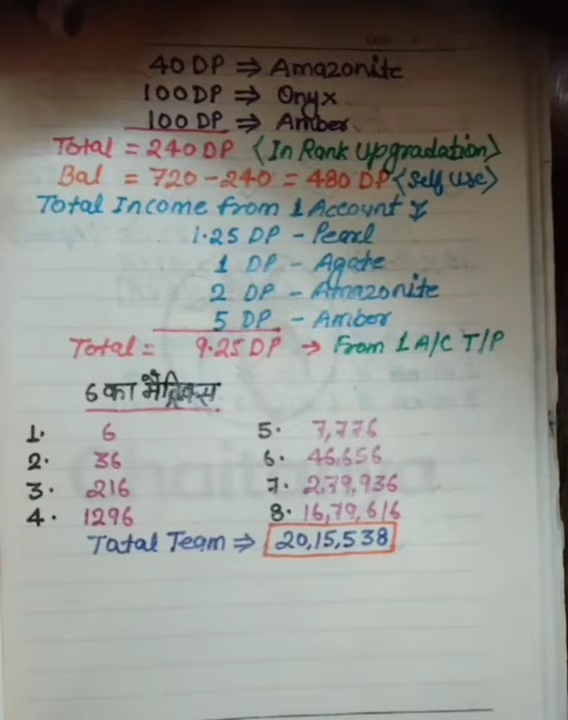 40 DP ⇒ Amazonite
100 DP ⇒ Onyx
100 DP ⇒ Amber
Total = 240 DP (In Rank Upgradation)
Bal = 720 - 240 = 480 DP (Self Use)
Total Income from 1 Account
1.25 DP - Pearl
1 DP - Agate
2 DP - Amazonite
5 DP - Amber
Total = 9.25 DP → From 1 A/C T/P
6 का मैट्रिक्स
1. 6
2. 36
3. 216
4. 1296
5. 7,776
6. 46,656
7. 2,79,936
8. 16,79,616
Tatal Team ⇒ 20,15,538